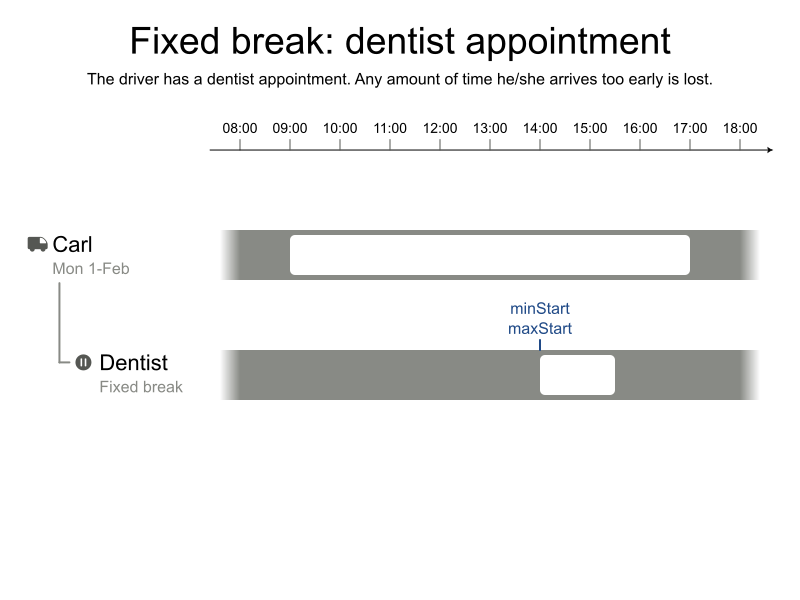 Fixed break: dentist appointment
The driver has a dentist appointment. Any amount of time he/she arrives too early is lost.
08:00 09:00 10:00 11:00 12:00 13:00 14:00 15:00 16:00 17:00 18:00
Carl
Mon 1-Feb
minStart
maxStart
Dentist
Fixed break